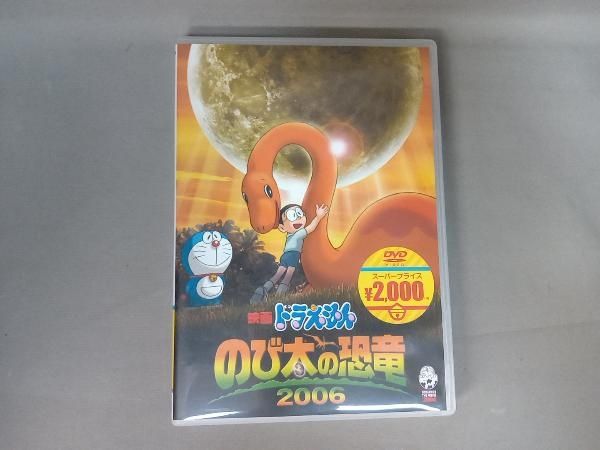 DVD
スーパープライス
¥2,000
映画ドラえもん
のび太の恐竜
2006